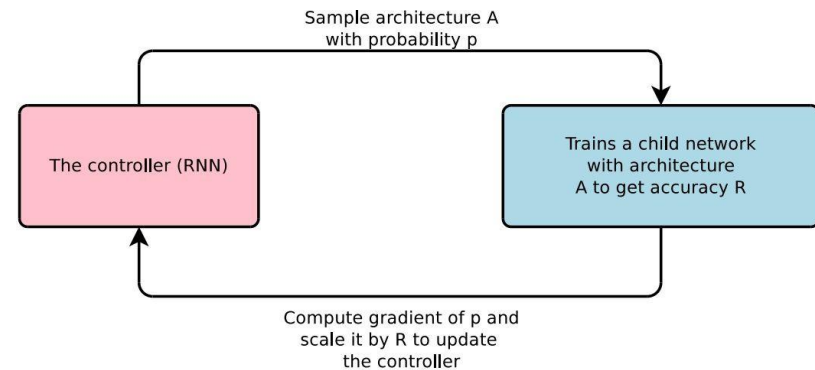 Sample architecture A
with probability p
The controller (RNN)
Trains a child network
with architecture
A to get accuracy R
Compute gradient of p and
scale it by R to update
the controller